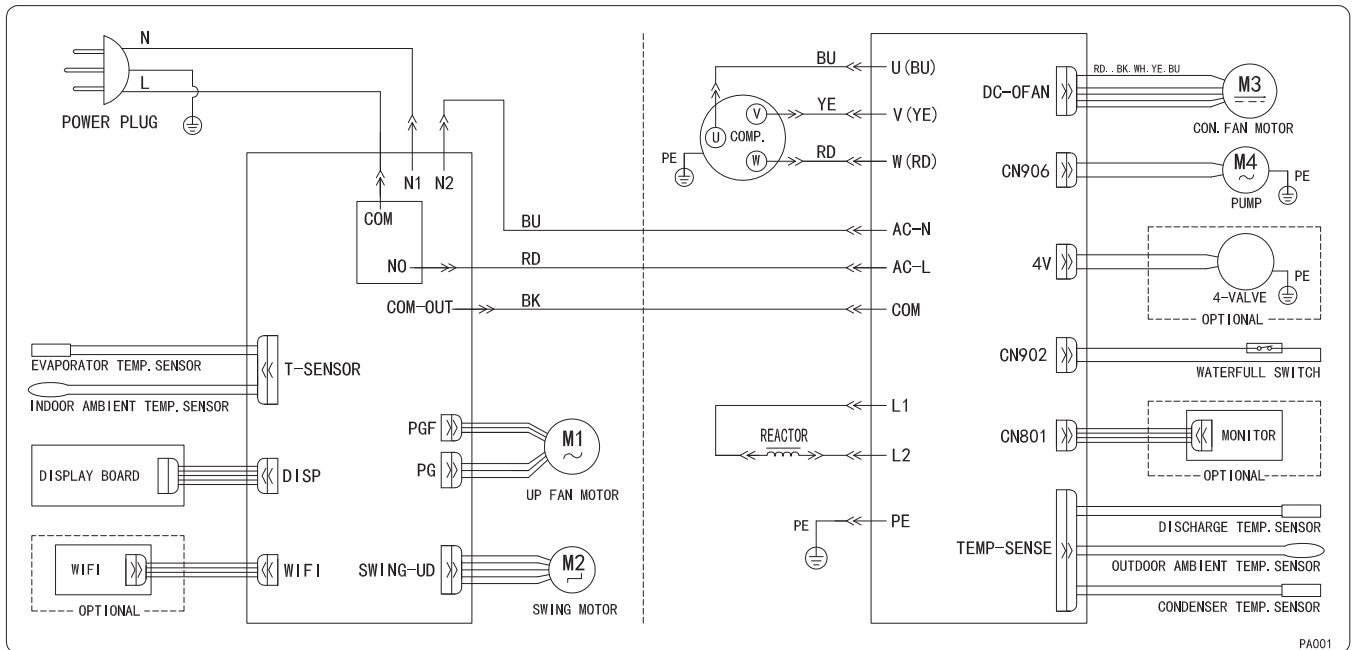 N
L
POWER PLUG
N1 N2
COM
NO
COM-OUT
BU
RD
BK
EVAPORATOR TEMP. SENSOR
INDOOR AMBIENT TEMP. SENSOR
T-SENSOR
DISPLAY BOARD
DISP
WIFI
WIFI
OPTIONAL
PGF
PG
M1
~
UP FAN MOTOR
SWING-UD
M2
SWING MOTOR
BU
YE
RD
U
V
W
COMP.
PE
U(BU)
V(YE)
W(RD)
AC-N
AC-L
COM
L1
REACTOR
L2
PE
PE
DC-OFAN
RD. .BK.WH.YE.BU
M3
CON. FAN MOTOR
CN906
M4
~
PE
PUMP
4V
PE
4-VALVE
OPTIONAL
CN902
WATERFULL SWITCH
CN801
MONITOR
OPTIONAL
TEMP-SENSE
DISCHARGE TEMP. SENSOR
OUTDOOR AMBIENT TEMP. SENSOR
CONDENSER TEMP. SENSOR
PA001